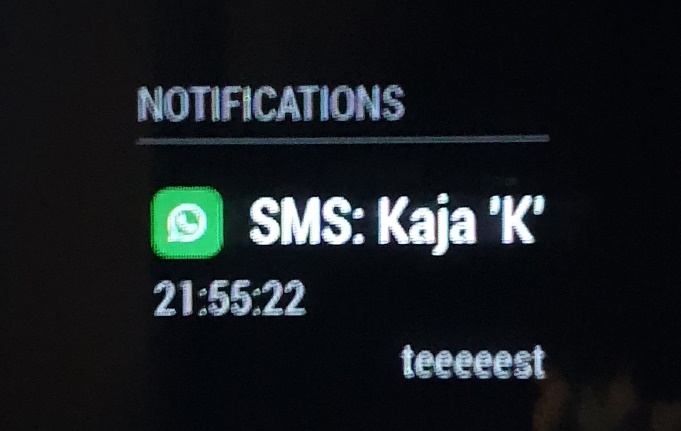 NOTIFICATIONS
SMS: Kaja 'K'
21:55:22
teeeeest